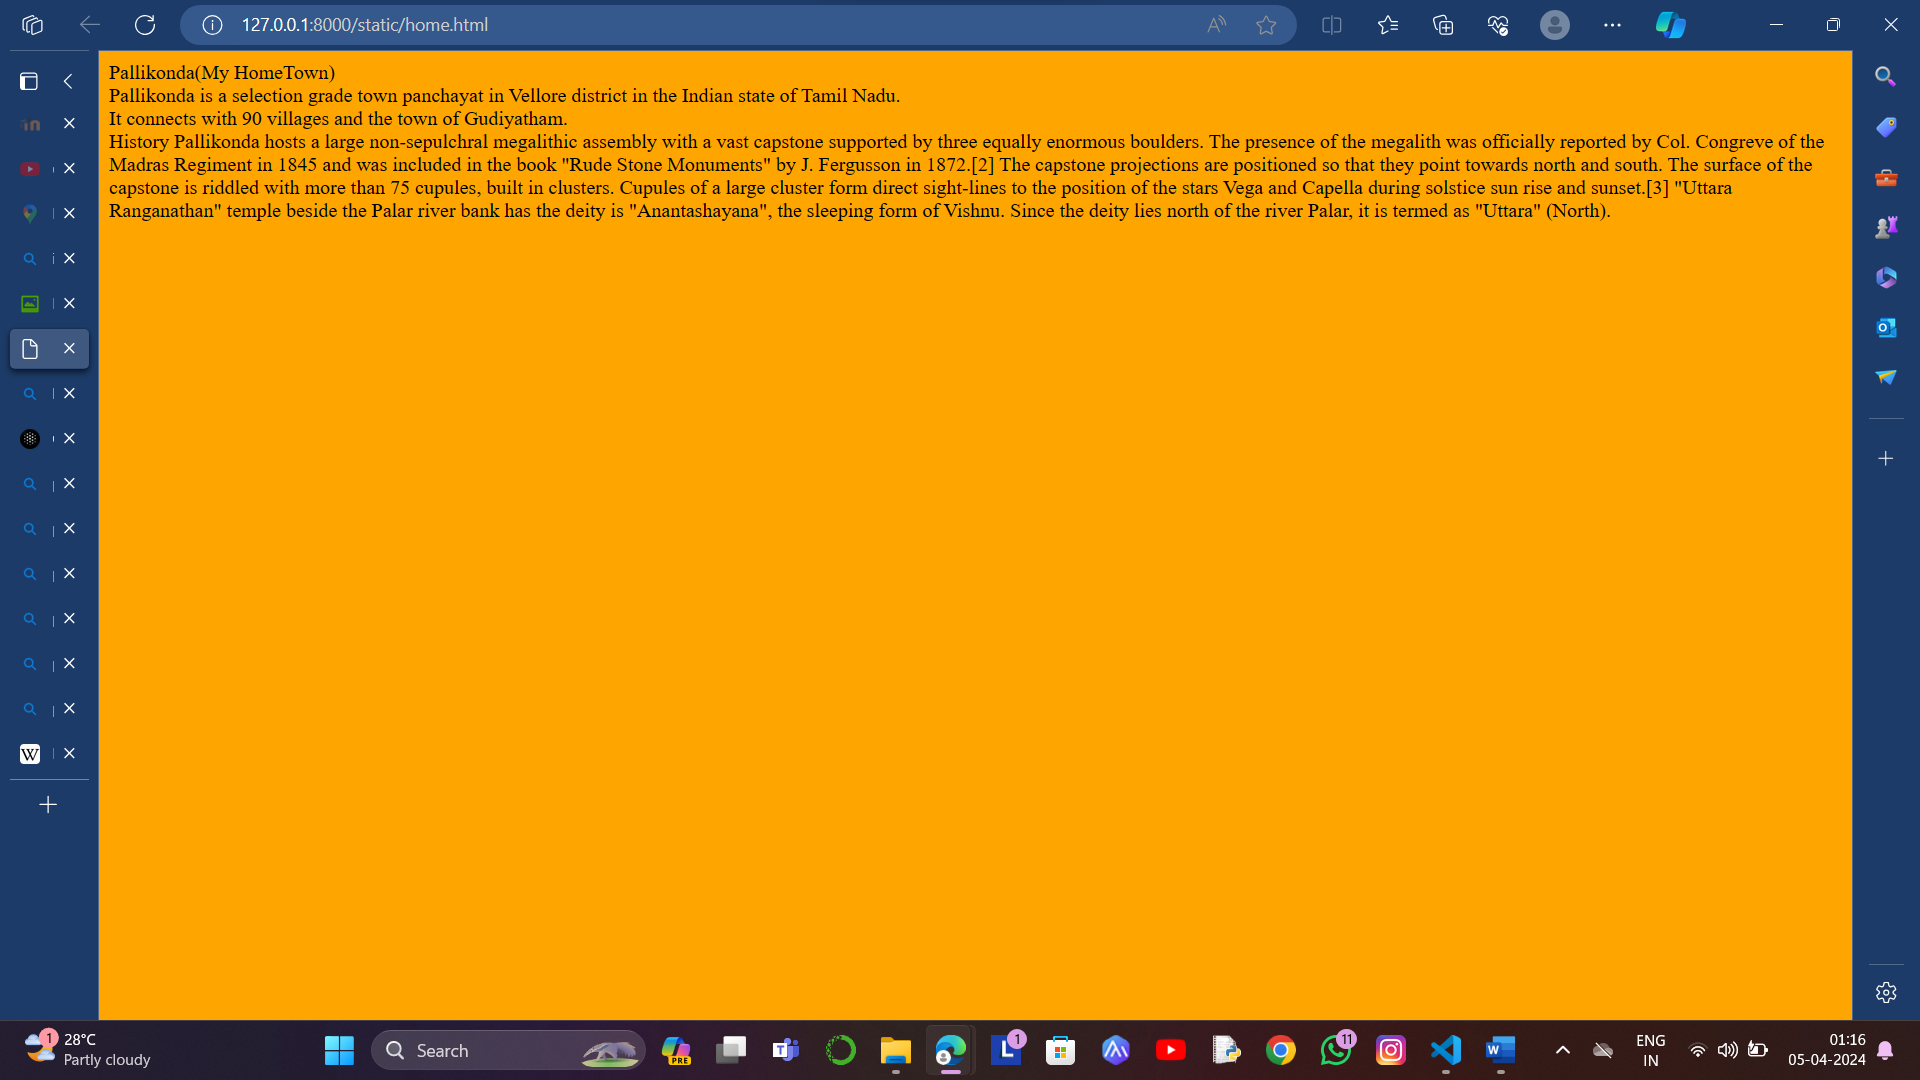 127.0.0.1:8000/static/home.html
Pallikonda(My HomeTown)
Pallikonda is a selection grade town panchayat in Vellore district in the Indian state of Tamil Nadu.
It connects with 90 villages and the town of Gudiyatham.
History Pallikonda hosts a large non-sepulchral megalithic assembly with a vast capstone supported by three equally enormous boulders. The presence of the megalith was officially reported by Col. Congreve of the
Madras Regiment in 1845 and was included in the book "Rude Stone Monuments" by J. Fergusson in 1872.[2] The capstone projections are positioned so that they point towards north and south. The surface of the
capstone is riddled with more than 75 cupules, built in clusters. Cupules of a large cluster form direct sight-lines to the position of the stars Vega and Capella during solstice sun rise and sunset.[3] "Uttara
Ranganathan" temple beside the Palar river bank has the deity is "Anantashayana", the sleeping form of Vishnu. Since the deity lies north of the river Palar, it is termed as "Uttara" (North).
W
1
28°C
Partly cloudy
Search
PRE
L
1
11
W
ENG
IN
01:16
05-04-2024